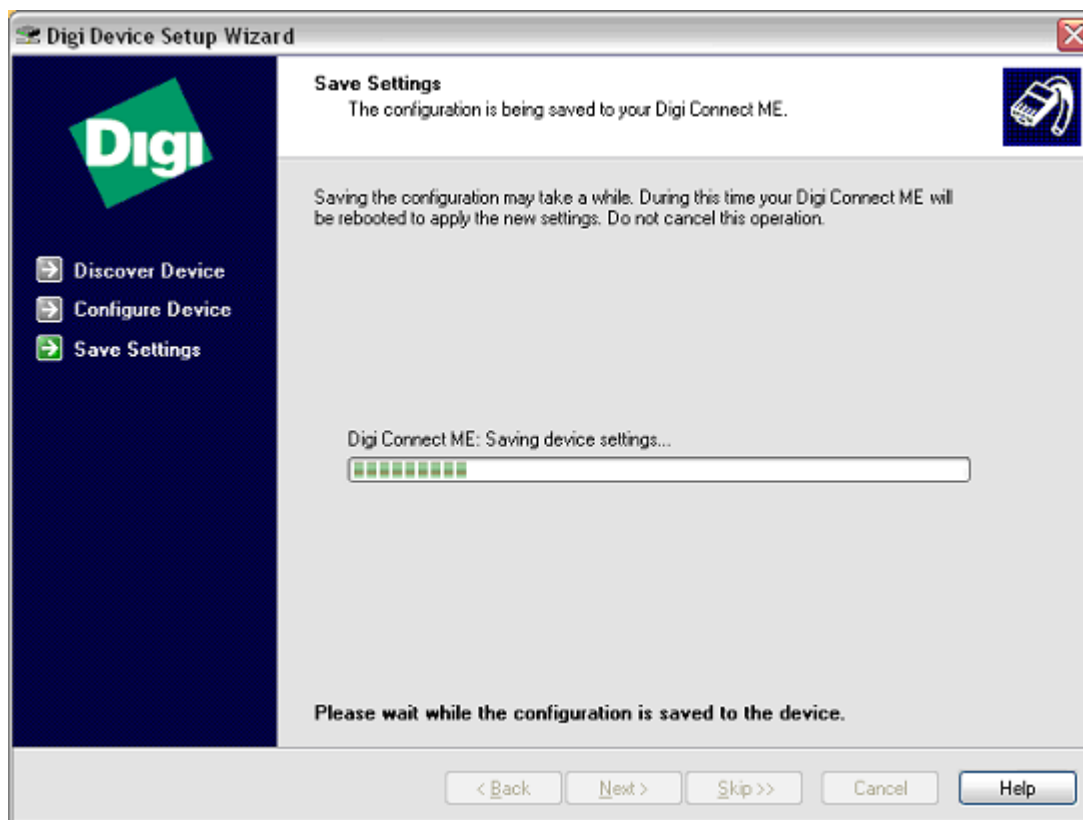 Digi Device Setup Wizard
Save Settings
The configuration is being saved to your Digi Connect ME.
Digi
Discover Device
Configure Device
Save Settings
Saving the configuration may take a while. During this time your Digi Connect ME will
be rebooted to apply the new settings. Do not cancel this operation.
Digi Connect ME: Saving device settings...
Please wait while the configuration is saved to the device.
< Back
Next >
Skip >>
Cancel
Help